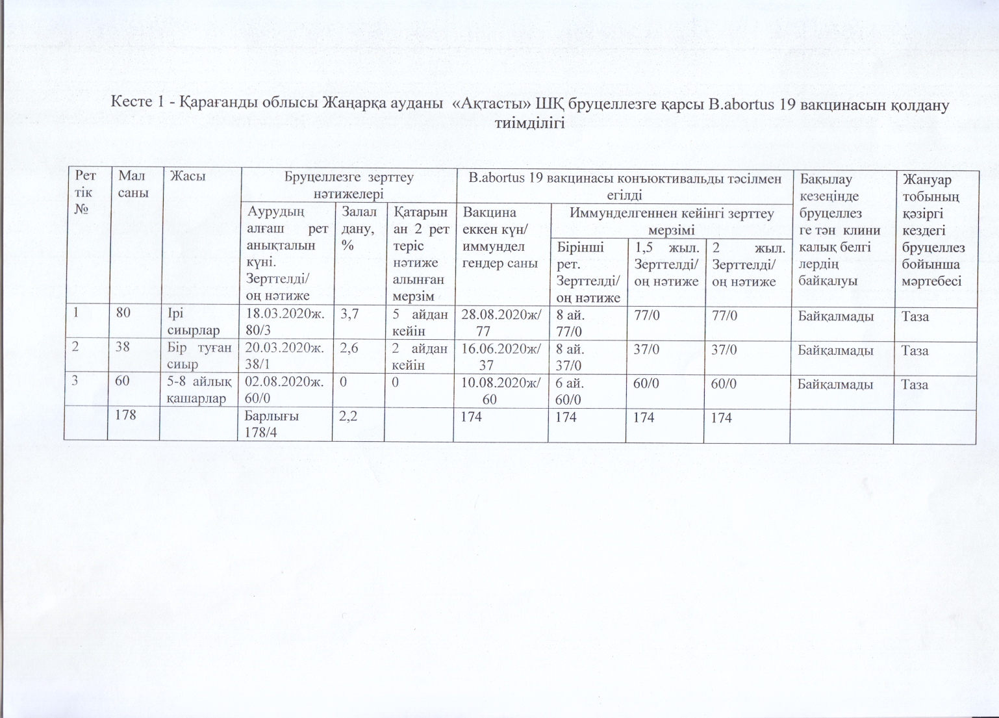 Кесте 1 - Қарағанды облысы Жаңарқа ауданы «Ақтасты» ШҚ бруцеллезге қарсы B.abortus 19 вакцинасын қолдану
тиімділігі
Рет
тік
№
Мал
саны
Жасы
Бруцеллезге зерттеу
нәтижелері
B.abortus 19 вакцинасы конъюктивальды тәсілмен
егілді
Бақылау
кезеңінде
бруцеллез
ге тән клини
калық белгі
лердің
байқалуы
Жануар
тобының
қәзіргі
кездегі
бруцеллез
бойынша
мәртебесі
Аурудың
алғаш рет
анықталын
күні.
Зерттелді/
оң нәтиже
Залал
дану,
%
Қатарын
ан 2 рет
теріс
нәтиже
алынған
мерзім
Вакцина
еккен күн/
иммундел
гендер саны
Иммунделгеннен кейінгі зерттеу
мерзімі
Бірінші
рет.
Зерттелді/
оң нәтиже
1,5 жыл.
Зерттелді/
оң нәтиже
2 жыл.
Зерттелді/
оң нәтиже
1
80
Ірі
сиырлар
18.03.2020ж.
80/3
3,7
5 айдан
кейін
28.08.2020ж/
77
8 ай.
77/0
77/0
77/0
Байқалмады
Таза
2
38
Бір туған
сиыр
20.03.2020ж.
38/1
2,6
2 айдан
кейін
16.06.2020ж/
37
8 ай.
37/0
37/0
37/0
Байқалмады
Таза
3
60
5-8 айлық
қашарлар
02.08.2020ж.
60/0
0
0
10.08.2020ж/
60
6 ай.
60/0
60/0
60/0
Байқалмады
Таза
178
Барлығы
178/4
2,2
174
174
174
174